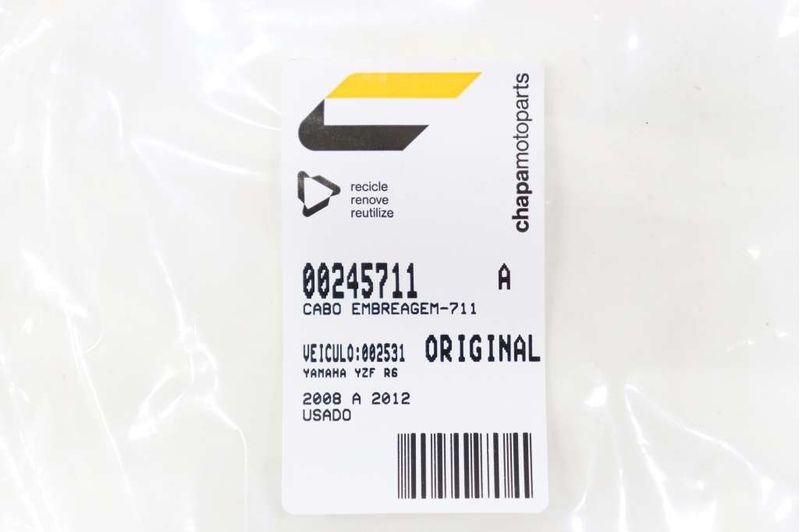 chapamotoparts
recicle
renove
reutilize
00245711 A
CABO EMBREAGEM-711
VEICULO:002531 ORIGINAL
YAMAHA YZF R6
2008 A 2012
USADO